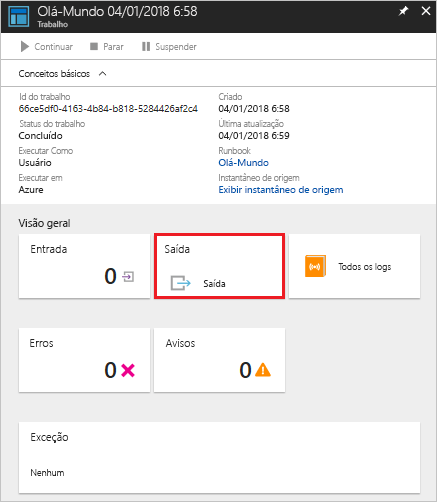 Olá-Mundo 04/01/2018 6:58
Trabalho
Continuar Parar Suspender
Conceitos básicos
Id do trabalho
66ce5df0-4163-4b84-b818-5284426af2c4
Status do trabalho
Concluído
Executar Como
Usuário
Executar em
Azure
Criado
04/01/2018 6:58
Última atualização
04/01/2018 6:59
Runbook
Olá-Mundo
Instantâneo de origem
Exibir instantâneo de origem
Visão geral
Entrada
0
Saída
Saída
Todos os logs
Erros
0
Avisos
0
Exceção
Nenhum